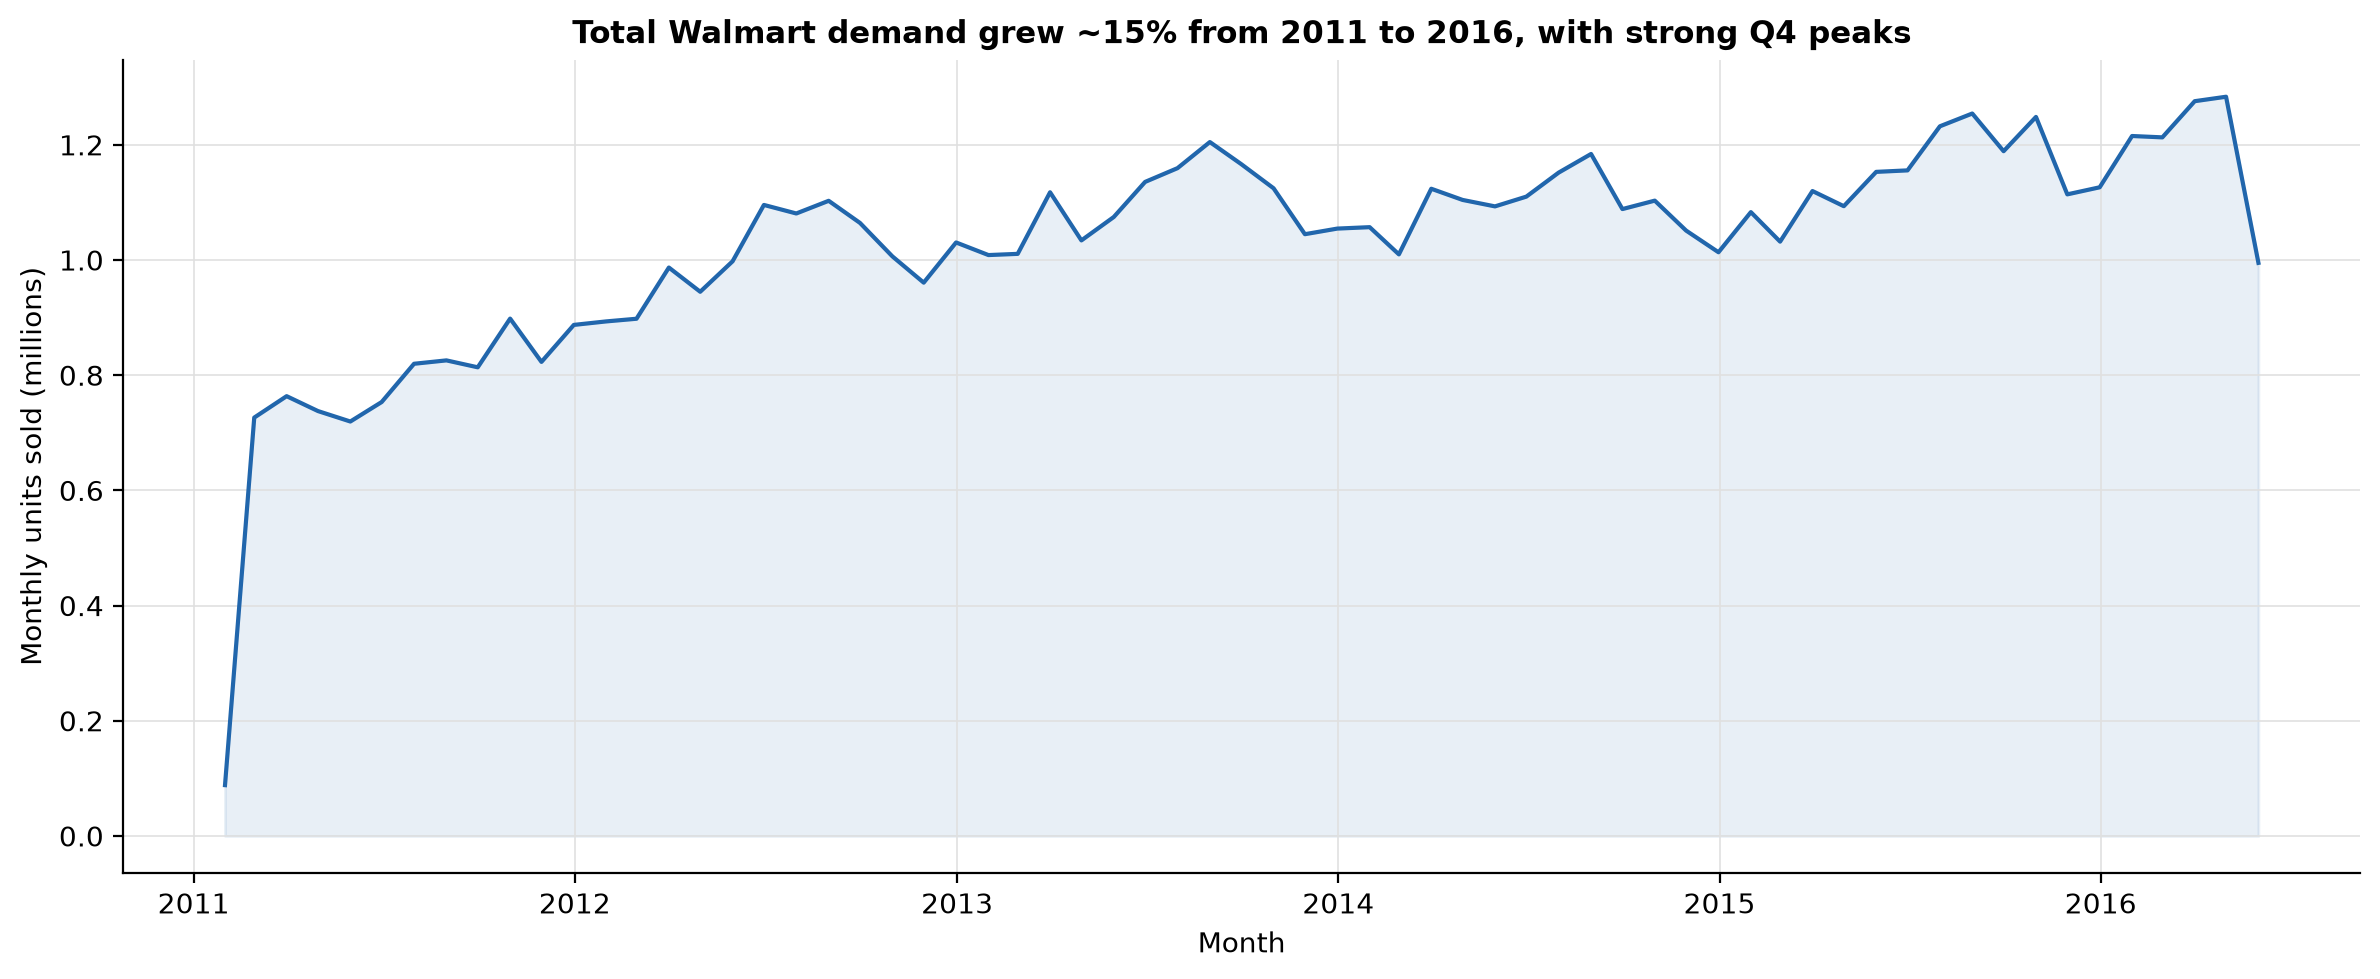 Total Walmart demand grew ~15% from 2011 to 2016, with strong Q4 peaks
Monthly units sold (millions)
1.2
1.0
0.8
0.6
0.4
0.2
0.0
2011 2012 2013 2014 2015 2016
Month